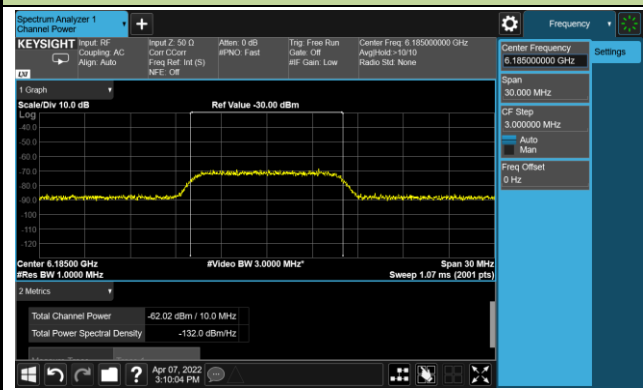 Spectrum Analyzer 1
Channel Power
Frequency
KEYSIGHT
Input: RF
Coupling: AC
Align: Auto
Input Z: 50 Ω
Corr CCorr
Freq Ref: Int (S)
NFE: Off
Atten: 0 dB
#PNO: Fast
Trig: Free Run
Gate: Off
#IF Gain: Low
Center Freq: 6.185000000 GHz
Avg|Hold:>10/10
Radio Std: None
LXI
Center Frequency
6.185000000 GHz
Settings
Span
30.000 MHz
CF Step
3.000000 MHz
Auto
Man
Freq Offset
0 Hz
1 Graph
Scale/Div 10.0 dB
Ref Value -30.00 dBm
Log
-40.0
-50.0
-60.0
-70.0
-80.0
-90.0
-100
-110
-120
Center 6.18500 GHz
#Video BW 3.0000 MHz*
Span 30 MHz
#Res BW 1.0000 MHz
Sweep 1.07 ms (2001 pts)
2 Metrics
Total Channel Power
-62.02 dBm / 10.0 MHz
Total Power Spectral Density
-132.0 dBm/Hz
?
Apr 07, 2022
3:10:04 PM